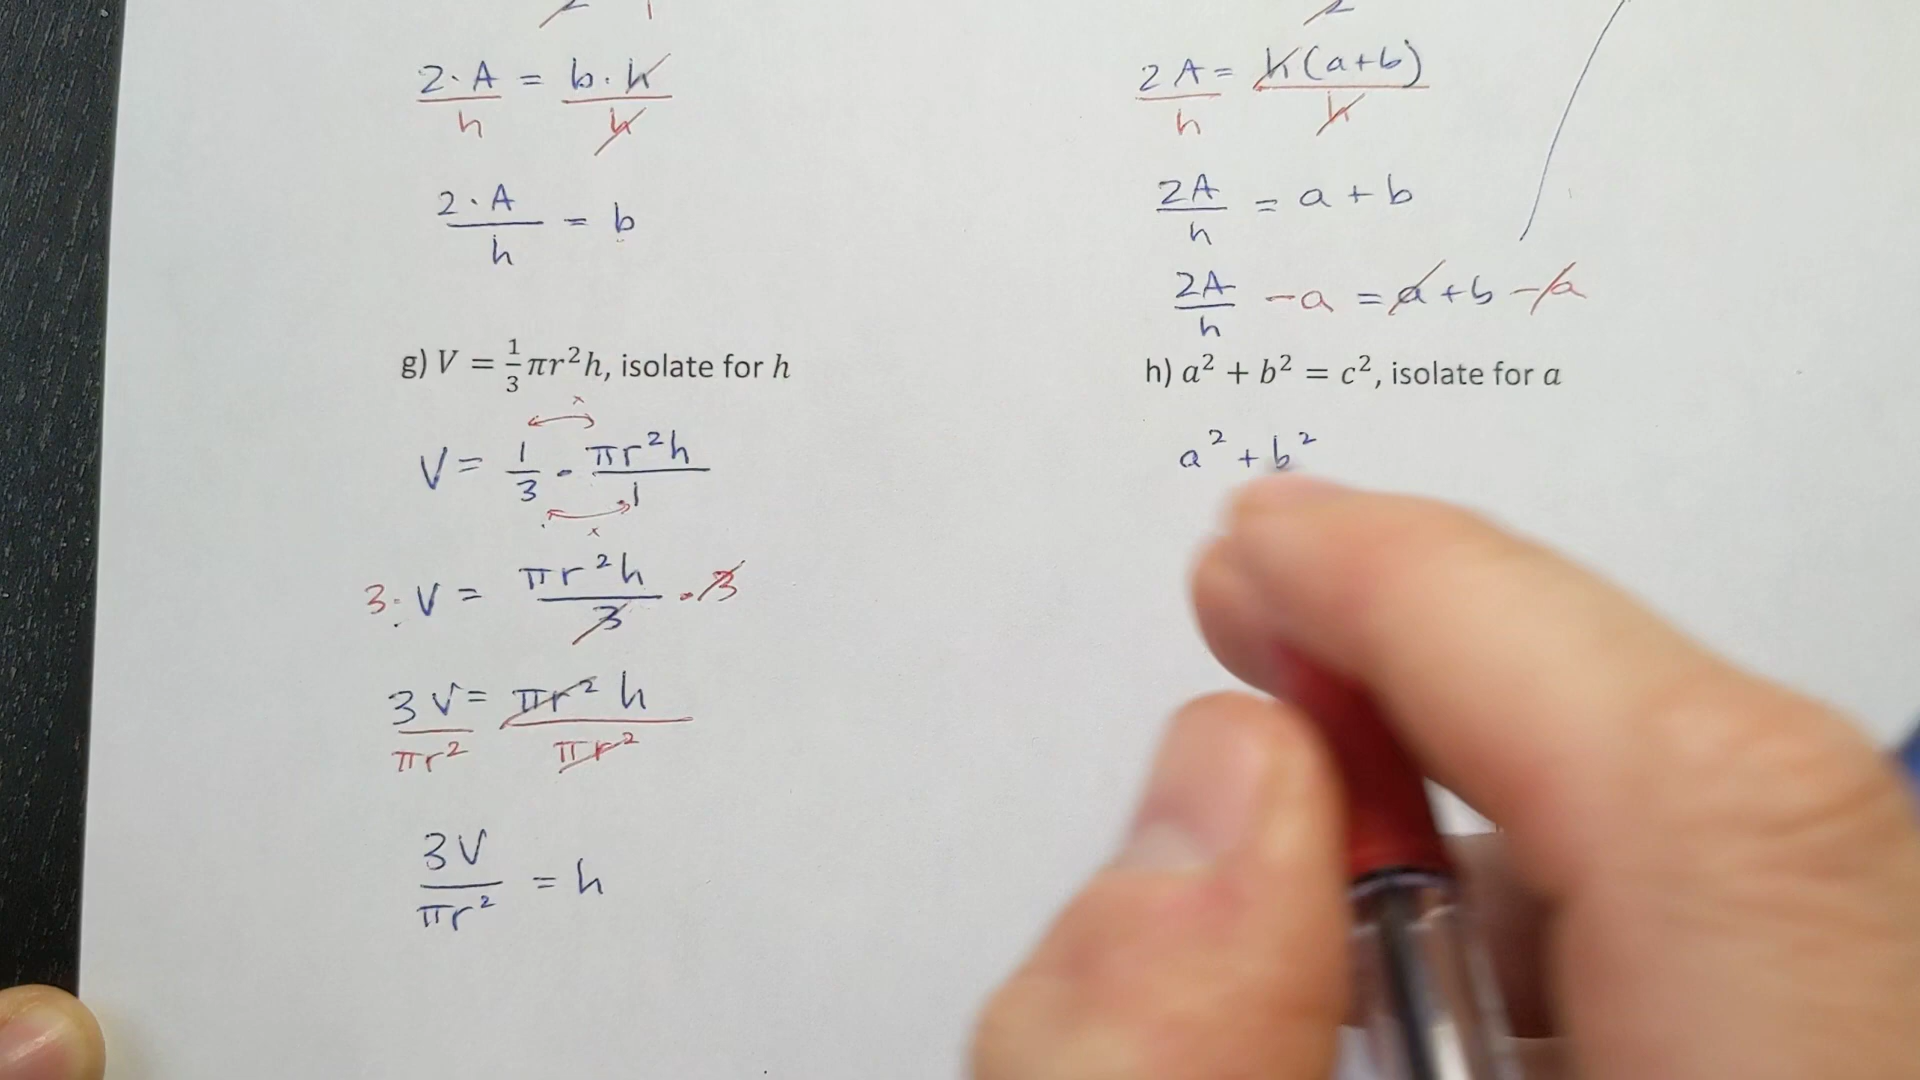 2·A = b·h
h h
2·A = b
h
g) V = 1/3 πr²h, isolate for h
x
V = 1/3 · πr²h/1
x
3·V = πr²h/3 ·3
3V = πr² h
πr² πr²
3V = h
πr²
2A = h(a+b)
h h
2A = a + b
h
2A - a = a + b - a
h
h) a² + b² = c², isolate for a
a² + b²